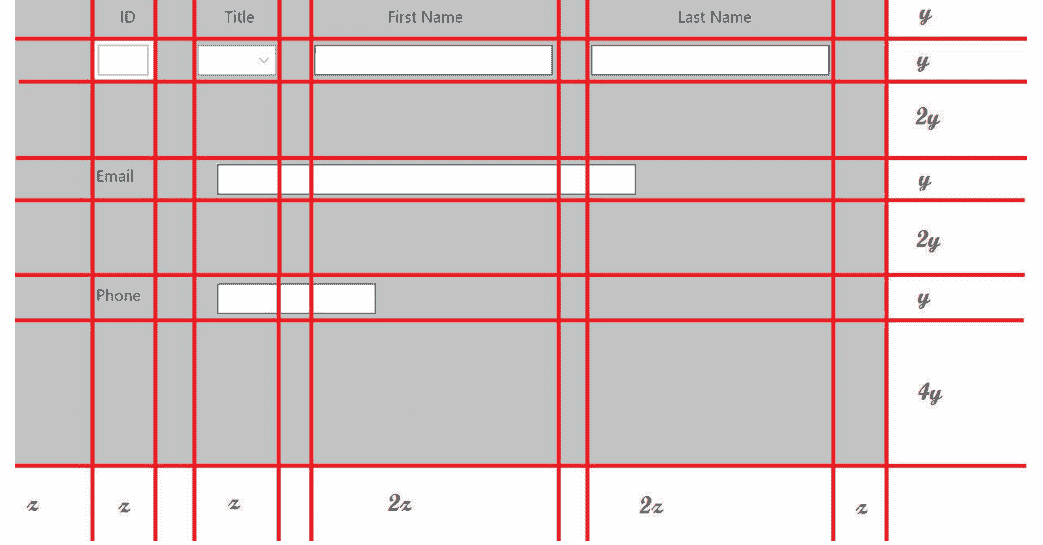 ID Title First Name Last Name y
y
2y
Email y
2y
Phone y
4y
z z z 2z 2z z